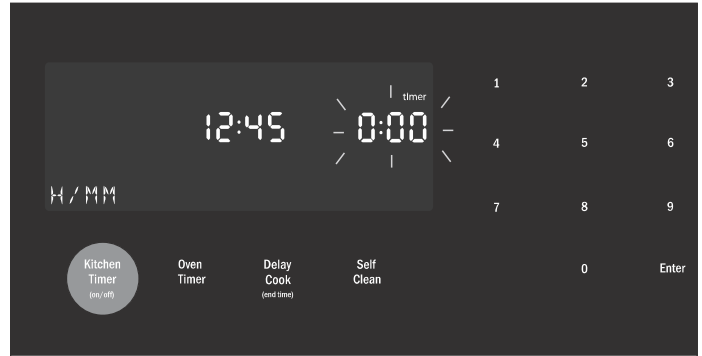 tImer
12:45
0:00
H/MM
1
2
3
4
5
6
7
8
9
0
Enter
Kitchen
Timer
(on/off)
Oven
Timer
Delay
Cook
(end time)
Self
Clean